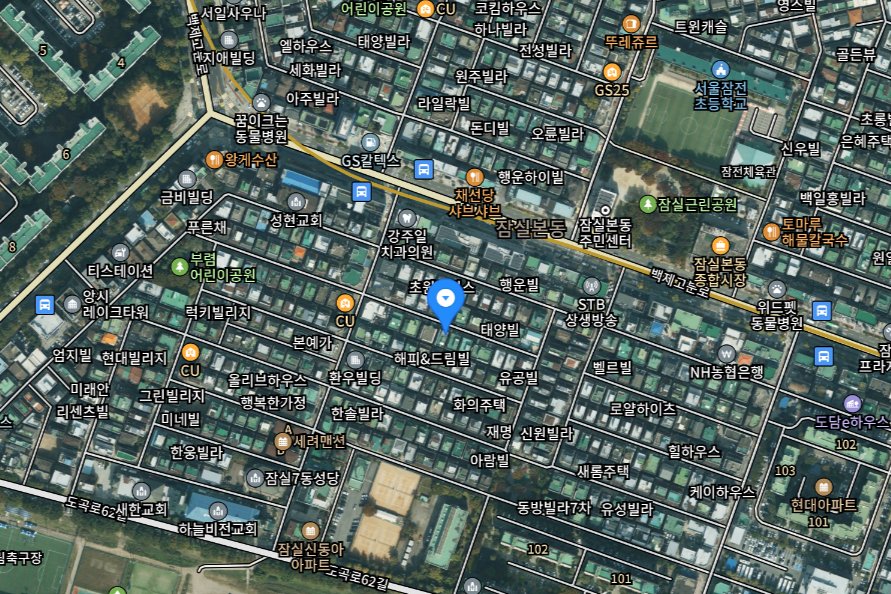 서일사우나
어린이공원
CU
코킴하우스
영스빌
하나빌라
뚜레쥬르
트윈캐슬
지애빌딩
엘하우스
태양빌라
전성빌라
골든뷰
5
4
세화빌라
원주빌라
GS25
서울잠전
초등학교
아주빌라
라일락빌
꿈이크는
동물병원
돈디빌
오륜빌라
6
왕게수산
GS칼텍스
신우빌
은혜주택
잠전체육관
금비빌딩
채선당
샤브샤브
행운하이빌
백일홍빌라
성현교회
잠실근린공원
푸른채
강주일
치과의원
잠실본동
잠실본동
주민센터
토마루
해물칼국수
8
티스테이션
부렴
어린이공원
잠실본동
종합시장
백제고분로
행운빌
STB
상생방송
앙시
레이크타워
럭키빌리지
CU
태양빌
위드펫
동물병원
엄지빌
현대빌리지
본예가
해피&드림빌
CU
환우빌딩
벨르빌
NH농협은행
올리브하우스
유공빌
미래안
리센츠빌
그린빌리지
행복한가정
화의주택
로얄하이츠
도담e하우스
미네빌
한솔빌라
재명
신원빌라
A
B
세려맨션
한웅빌라
아람빌
힐하우스
102
103
잠실7동성당
새롬주택
케이하우스
도곡로62길
새한교회
동방빌라7차
유성빌라
현대아파트
101
하늘비전교회
잠실신동아
아파트
102
도곡로62길
101